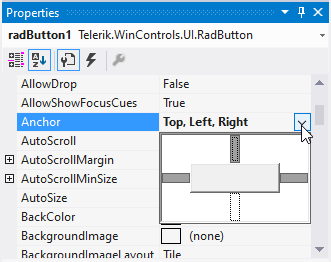 Properties
radButton1 Telerik.WinControls.UI.RadButton
AllowDrop False
AllowShowFocusCues True
Anchor Top, Left, Right
AutoScroll
AutoScrollMargin
AutoScrollMinSize
AutoSize
BackColor
BackgroundImage (none)
BackgroundImageLayout Tile